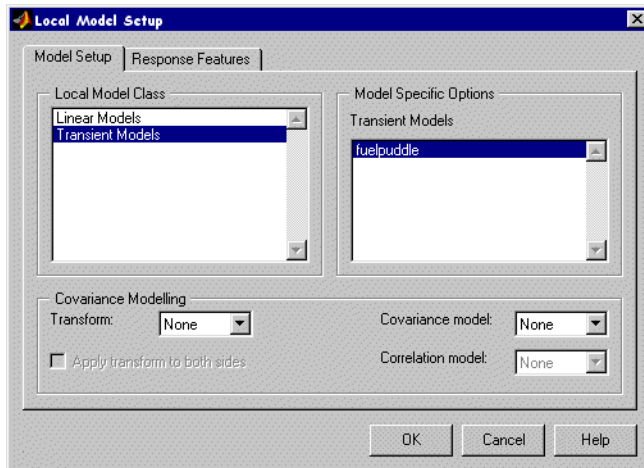 Local Model Setup
Model Setup
Response Features
Local Model Class
Linear Models
Transient Models
Model Specific Options
Transient Models
fuelpuddle
Covariance Modelling
Transform:
None
Apply transform to both sides
Covariance model:
None
Correlation model:
None
OK
Cancel
Help